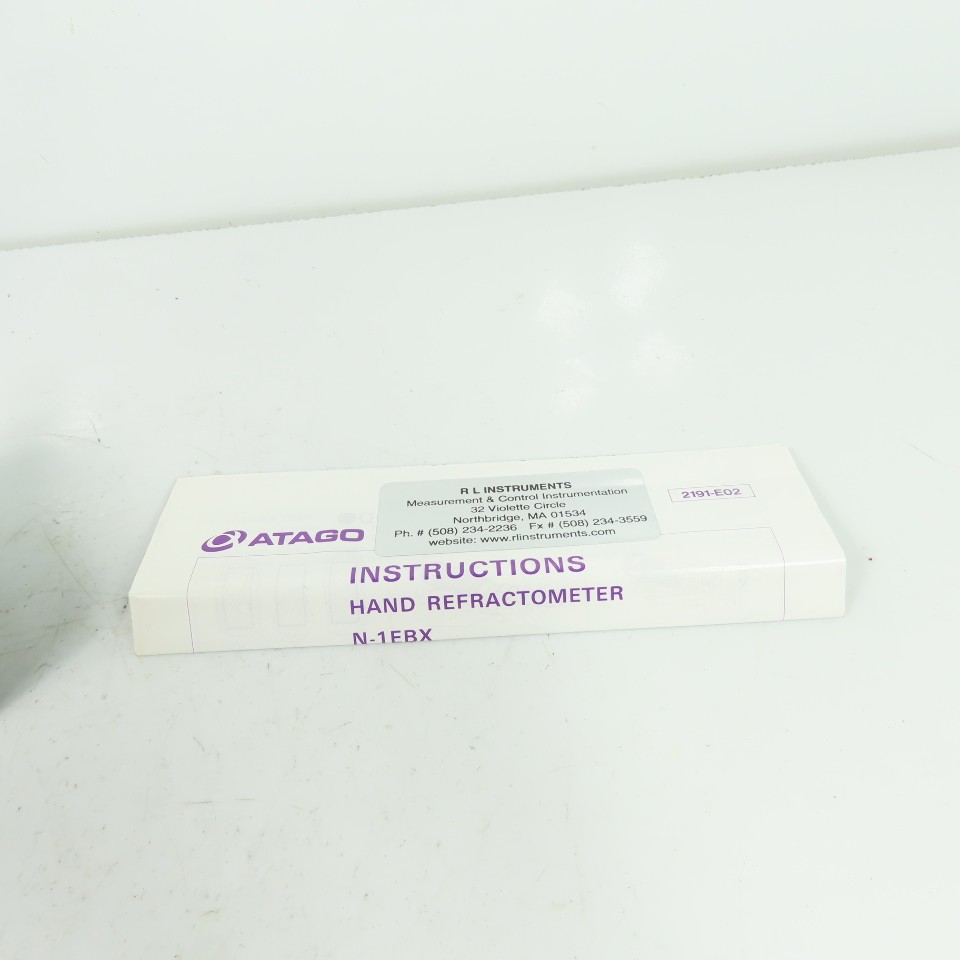 R L INSTRUMENTS
Measurement & Control Instrumentation
32 Violette Circle
Northbridge, MA 01534
Ph. # (508) 234-2236 Fx # (508) 234-3559
website: www.rlinstruments.com
2191-E02
ATAGO
INSTRUCTIONS
HAND REFRACTOMETER
N-1EBX